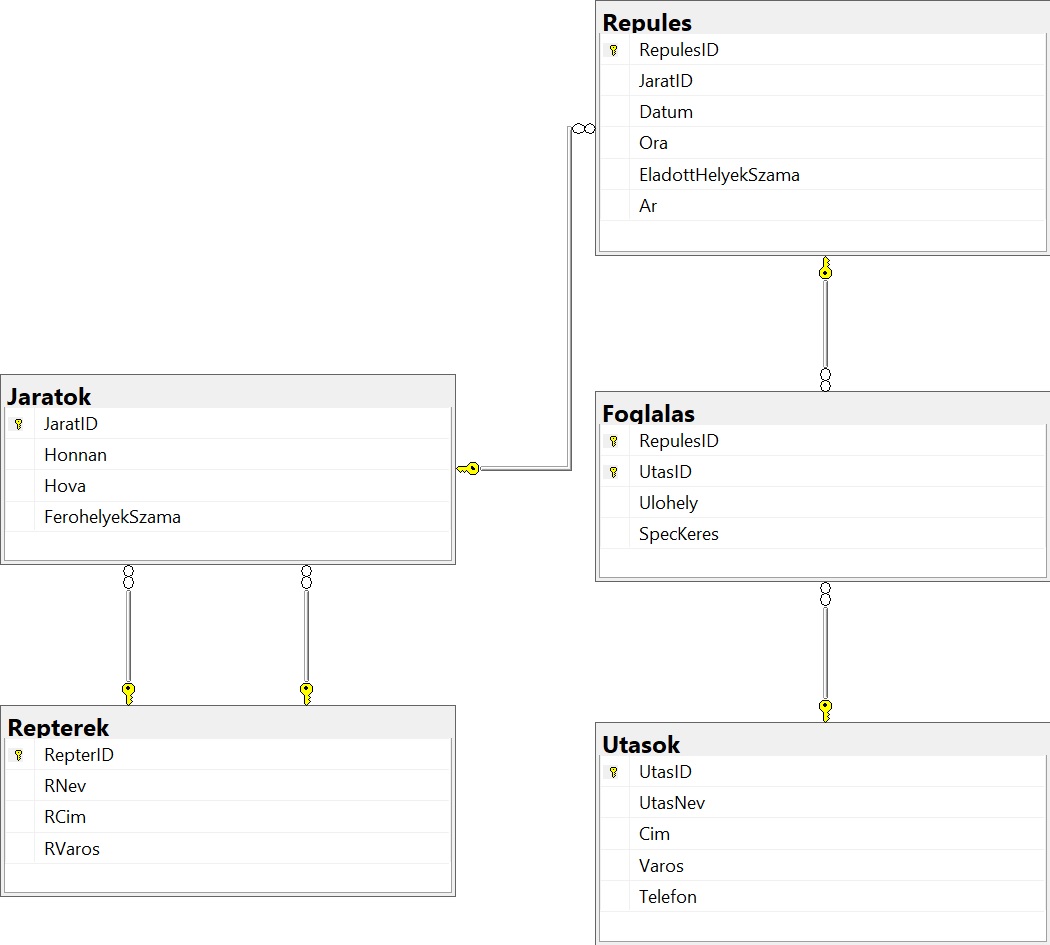 Repules
RepulesID
JaratID
Datum
Ora
EladottHelyekSzama
Ar
Jaratok
JaratID
Honnan
Hova
FerohelyekSzama
Foglalas
RepulesID
UtasID
Ulohely
SpecKeres
Repterek
RepterID
RNev
RCim
RVaros
Utasok
UtasID
UtasNev
Cim
Varos
Telefon